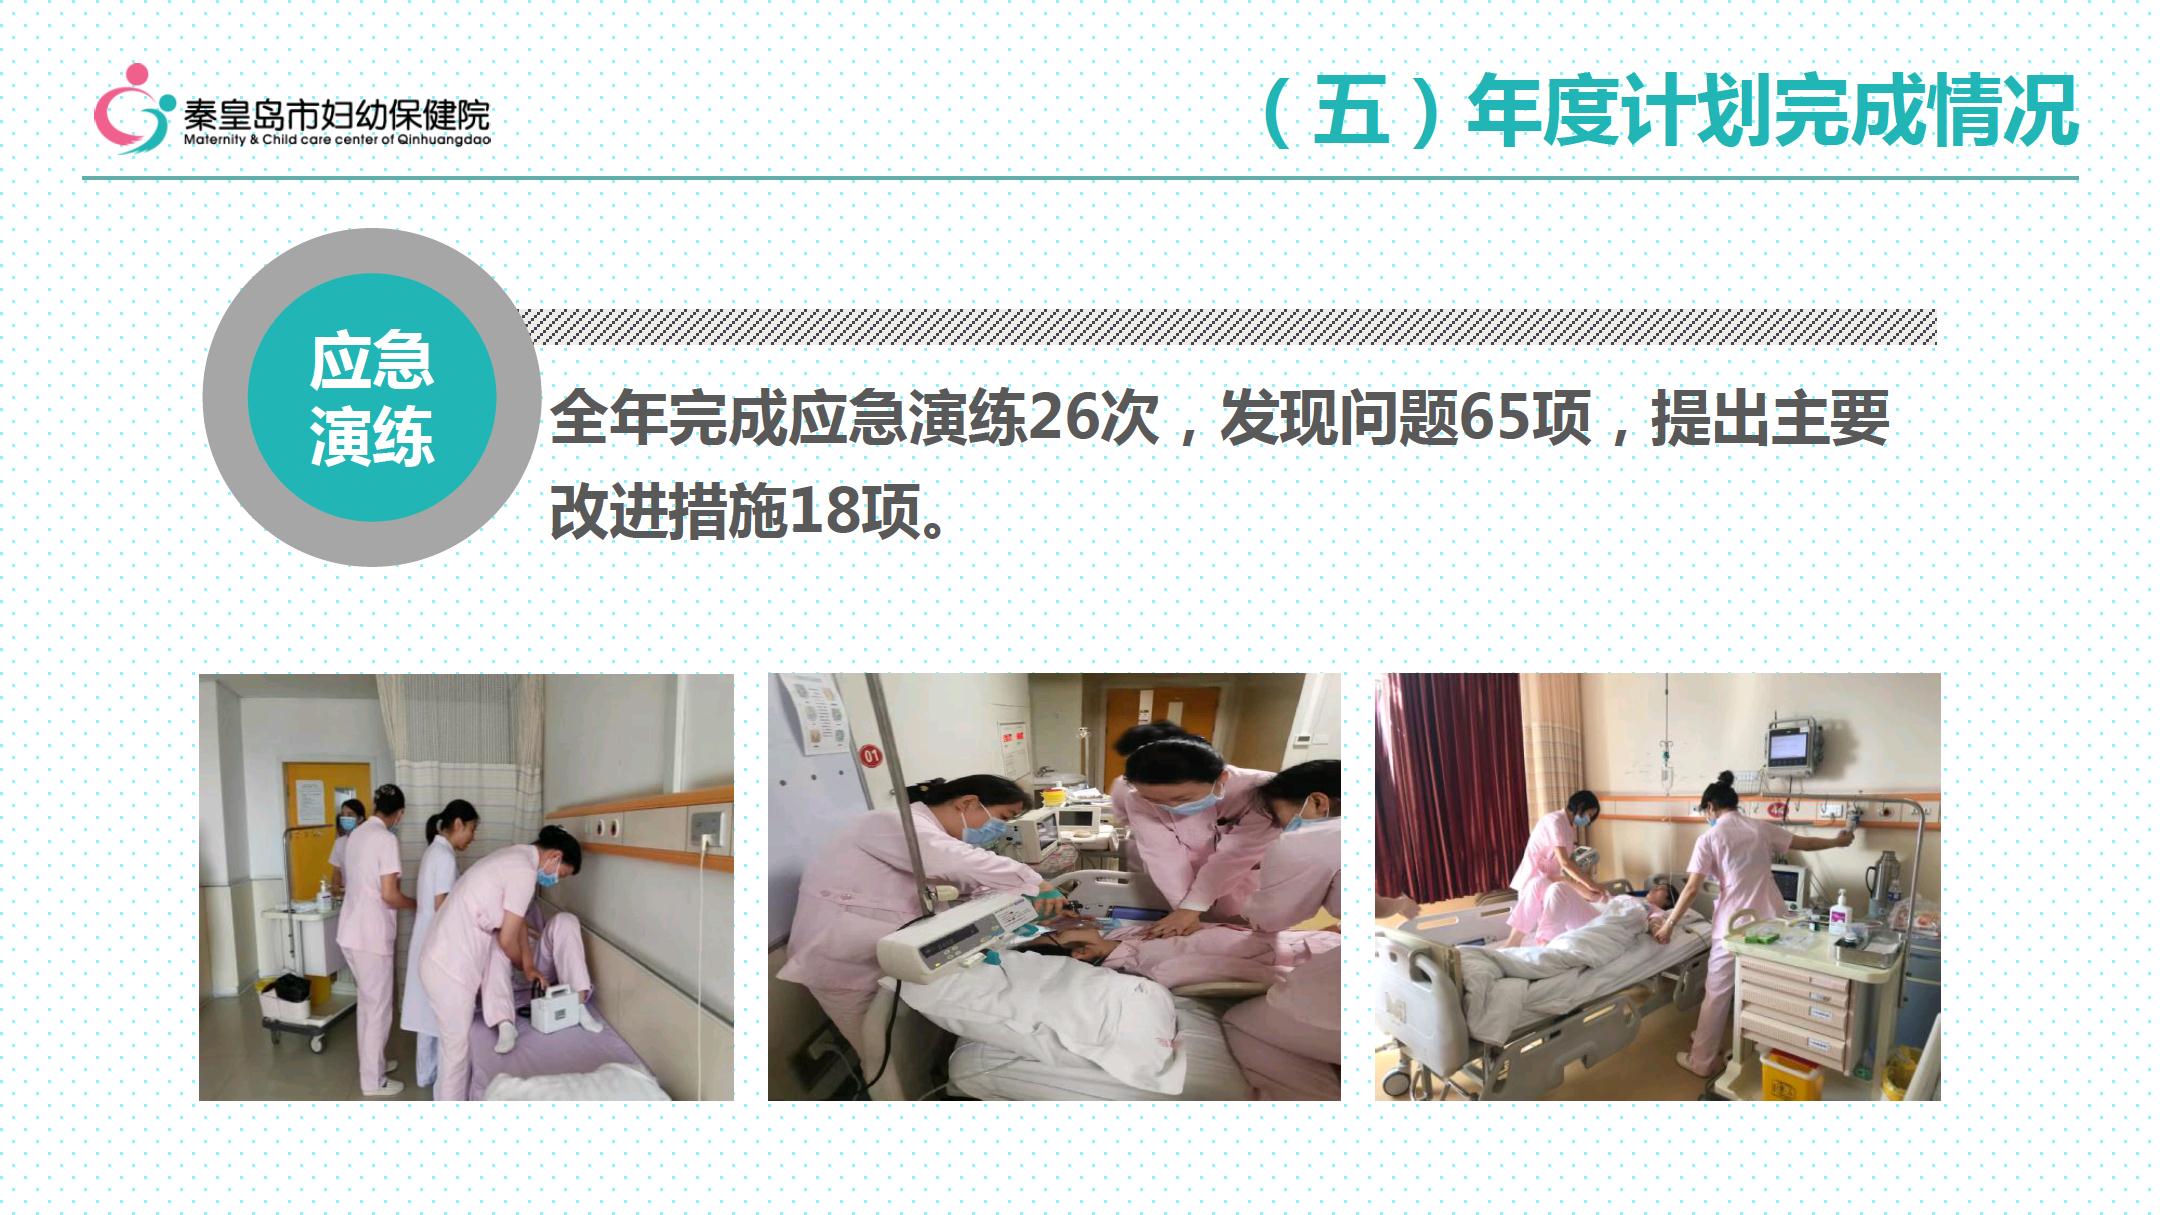 秦皇岛市妇幼保健院
Maternity & Child care center of Qinhuangdao
（五）年度计划完成情况
应急
演练
全年完成应急演练26次，发现问题65项，提出主要
改进措施18项。
01